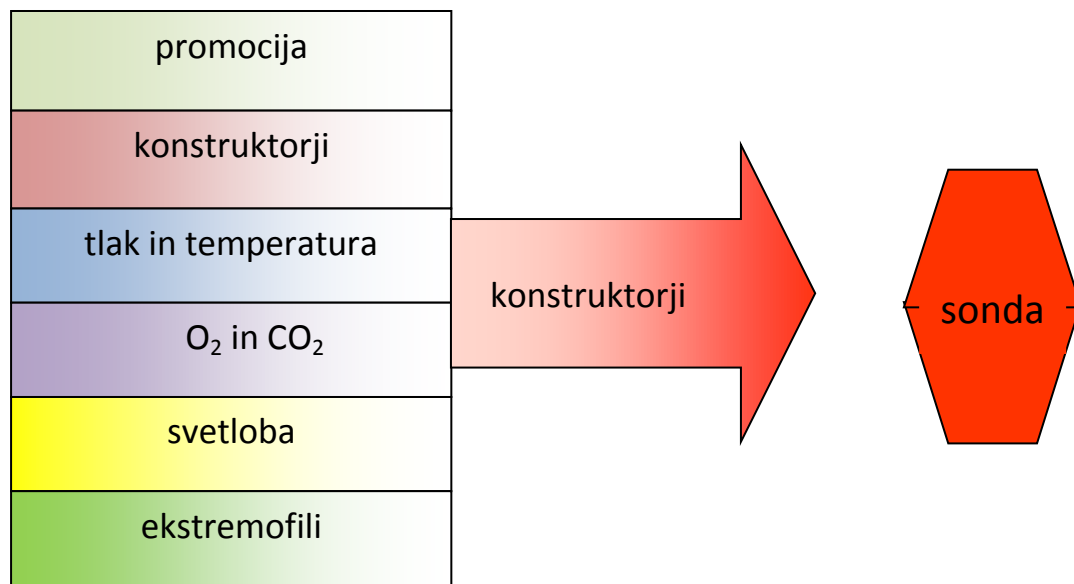 promocija
konstruktorji
tlak in temperatura
O₂ in CO₂
svetloba
ekstremofili
konstruktorji
sonda